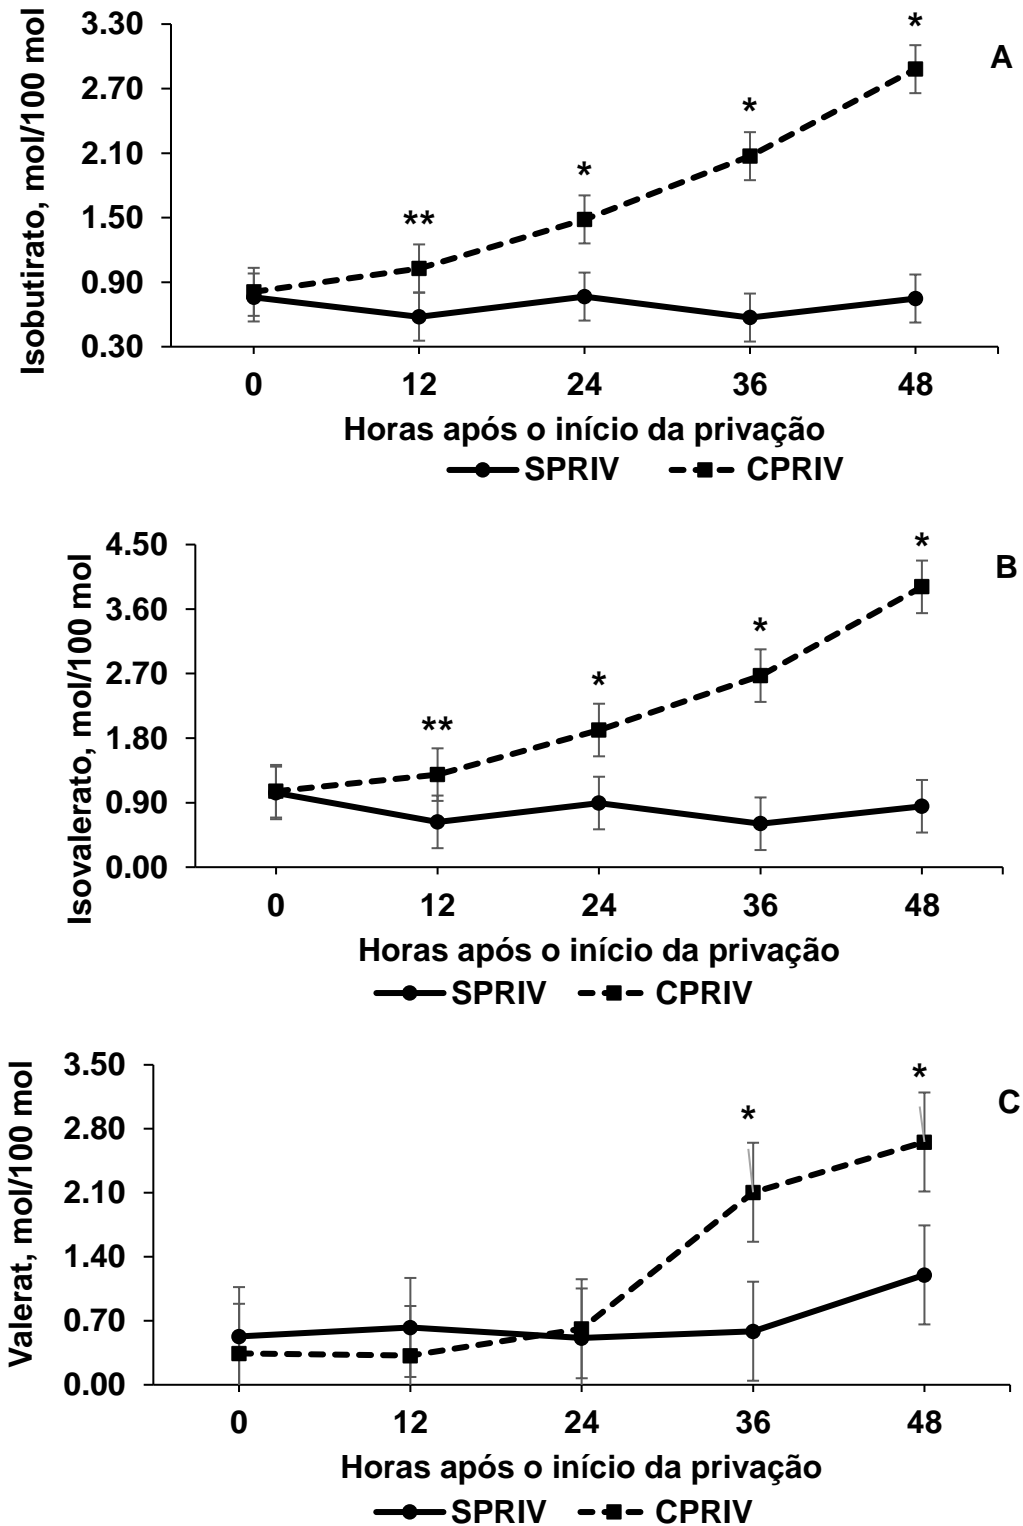 Isobutirato, mol/100 mol
3.30
2.70
2.10
1.50
0.90
0.30
**
*
*
*
A
0 12 24 36 48
Horas após o início da privação
SPRIV CPRIV
Isovalerato, mol/100 mol
4.50
3.60
2.70
1.80
0.90
0.00
**
*
*
*
B
0 12 24 36 48
Horas após o início da privação
SPRIV CPRIV
Valerat, mol/100 mol
3.50
2.80
2.10
1.40
0.70
0.00
*
*
C
0 12 24 36 48
Horas após o início da privação
SPRIV CPRIV